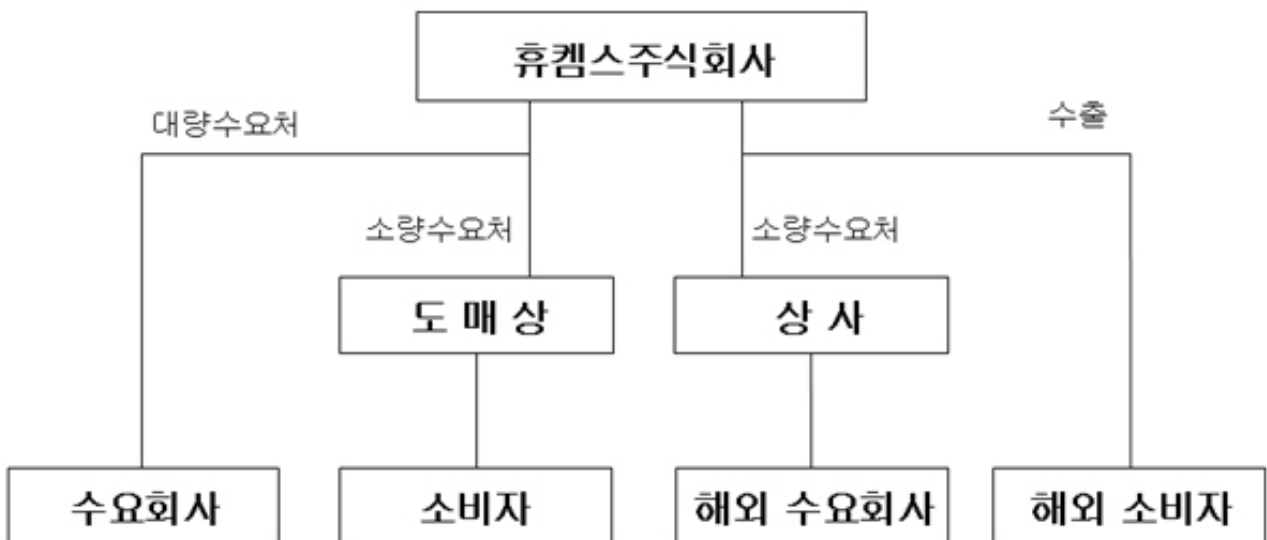 휴켐스주식회사
대량수요처
수출
소량수요처
소량수요처
도 매 상
상 사
수요회사
소비자
해외 수요회사
해외 소비자